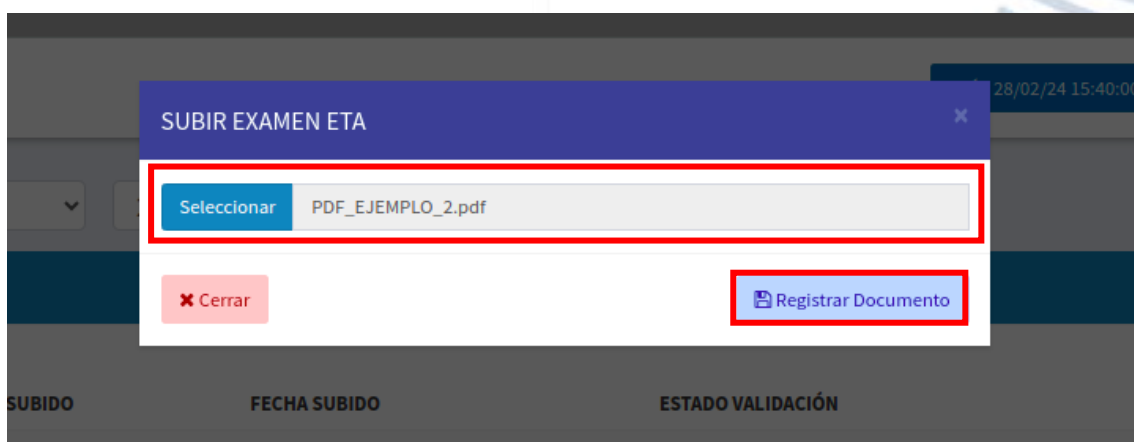 28/02/24 15:40:00
SUBIR EXAMEN ETA ×
Seleccionar PDF_EJEMPLO_2.pdf
Cerrar Registrar Documento
SUBIDO FECHA SUBIDO ESTADO VALIDACIÓN